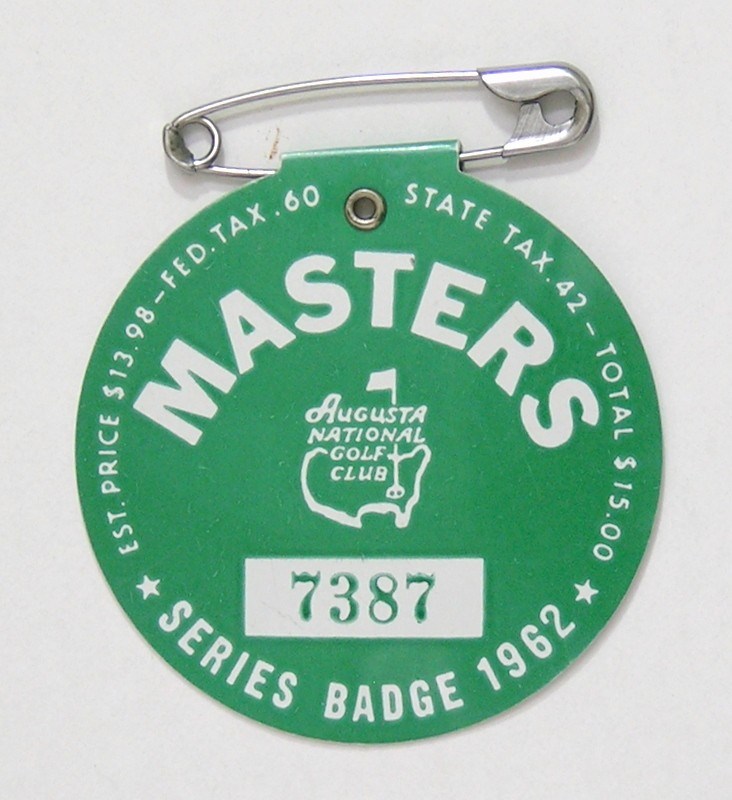 EST. PRICE $13.98-FED.TAX.60 STATE TAX.42-TOTAL $15.00
MASTERS
AUGUSTA
NATIONAL
GOLF
CLUB
7387
★ SERIES BADGE 1962 ★